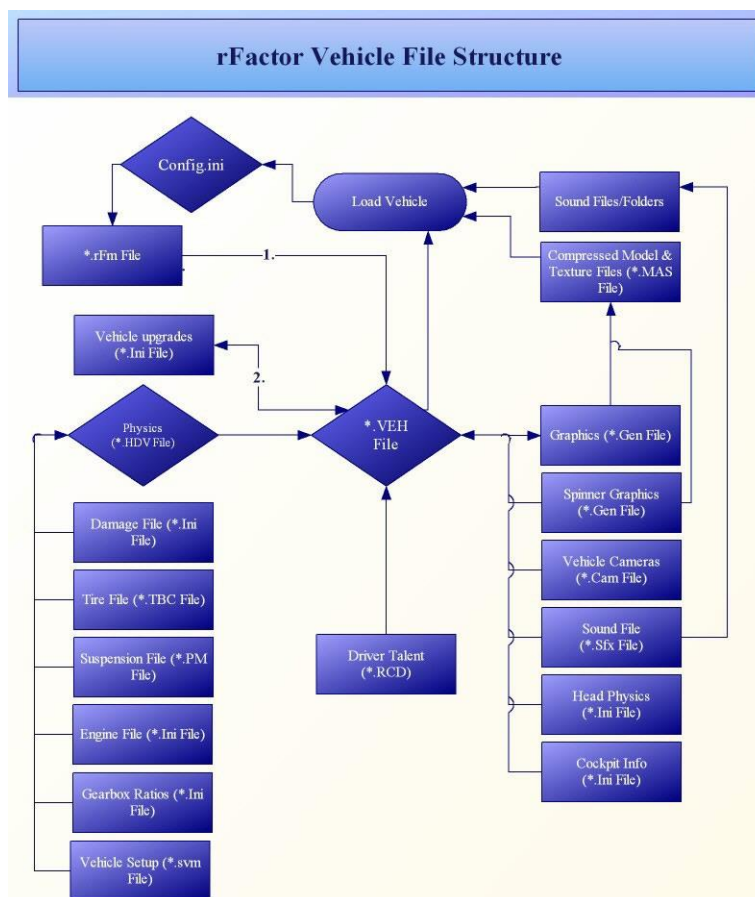 rFactor Vehicle File Structure
Config.ini
Load Vehicle
Sound Files/Folders
*.rFm File
1.
Compressed Model &
Texture Files (*.MAS
File)
Vehicle upgrades
(*.Ini File)
2.
Physics
(*.HDV File)
*.VEH
File
Graphics (*.Gen File)
Spinner Graphics
(*.Gen File)
Damage File (*.Ini
File)
Vehicle Cameras
(*.Cam File)
Tire File (*.TBC File)
Sound File
(*.Sfx File)
Suspension File (*.PM
File)
Driver Talent
(*.RCD)
Head Physics
(*.Ini File)
Engine File (*.Ini File)
Cockpit Info
(*.Ini File)
Gearbox Ratios (*.Ini
File)
Vehicle Setup (*.svm
File)